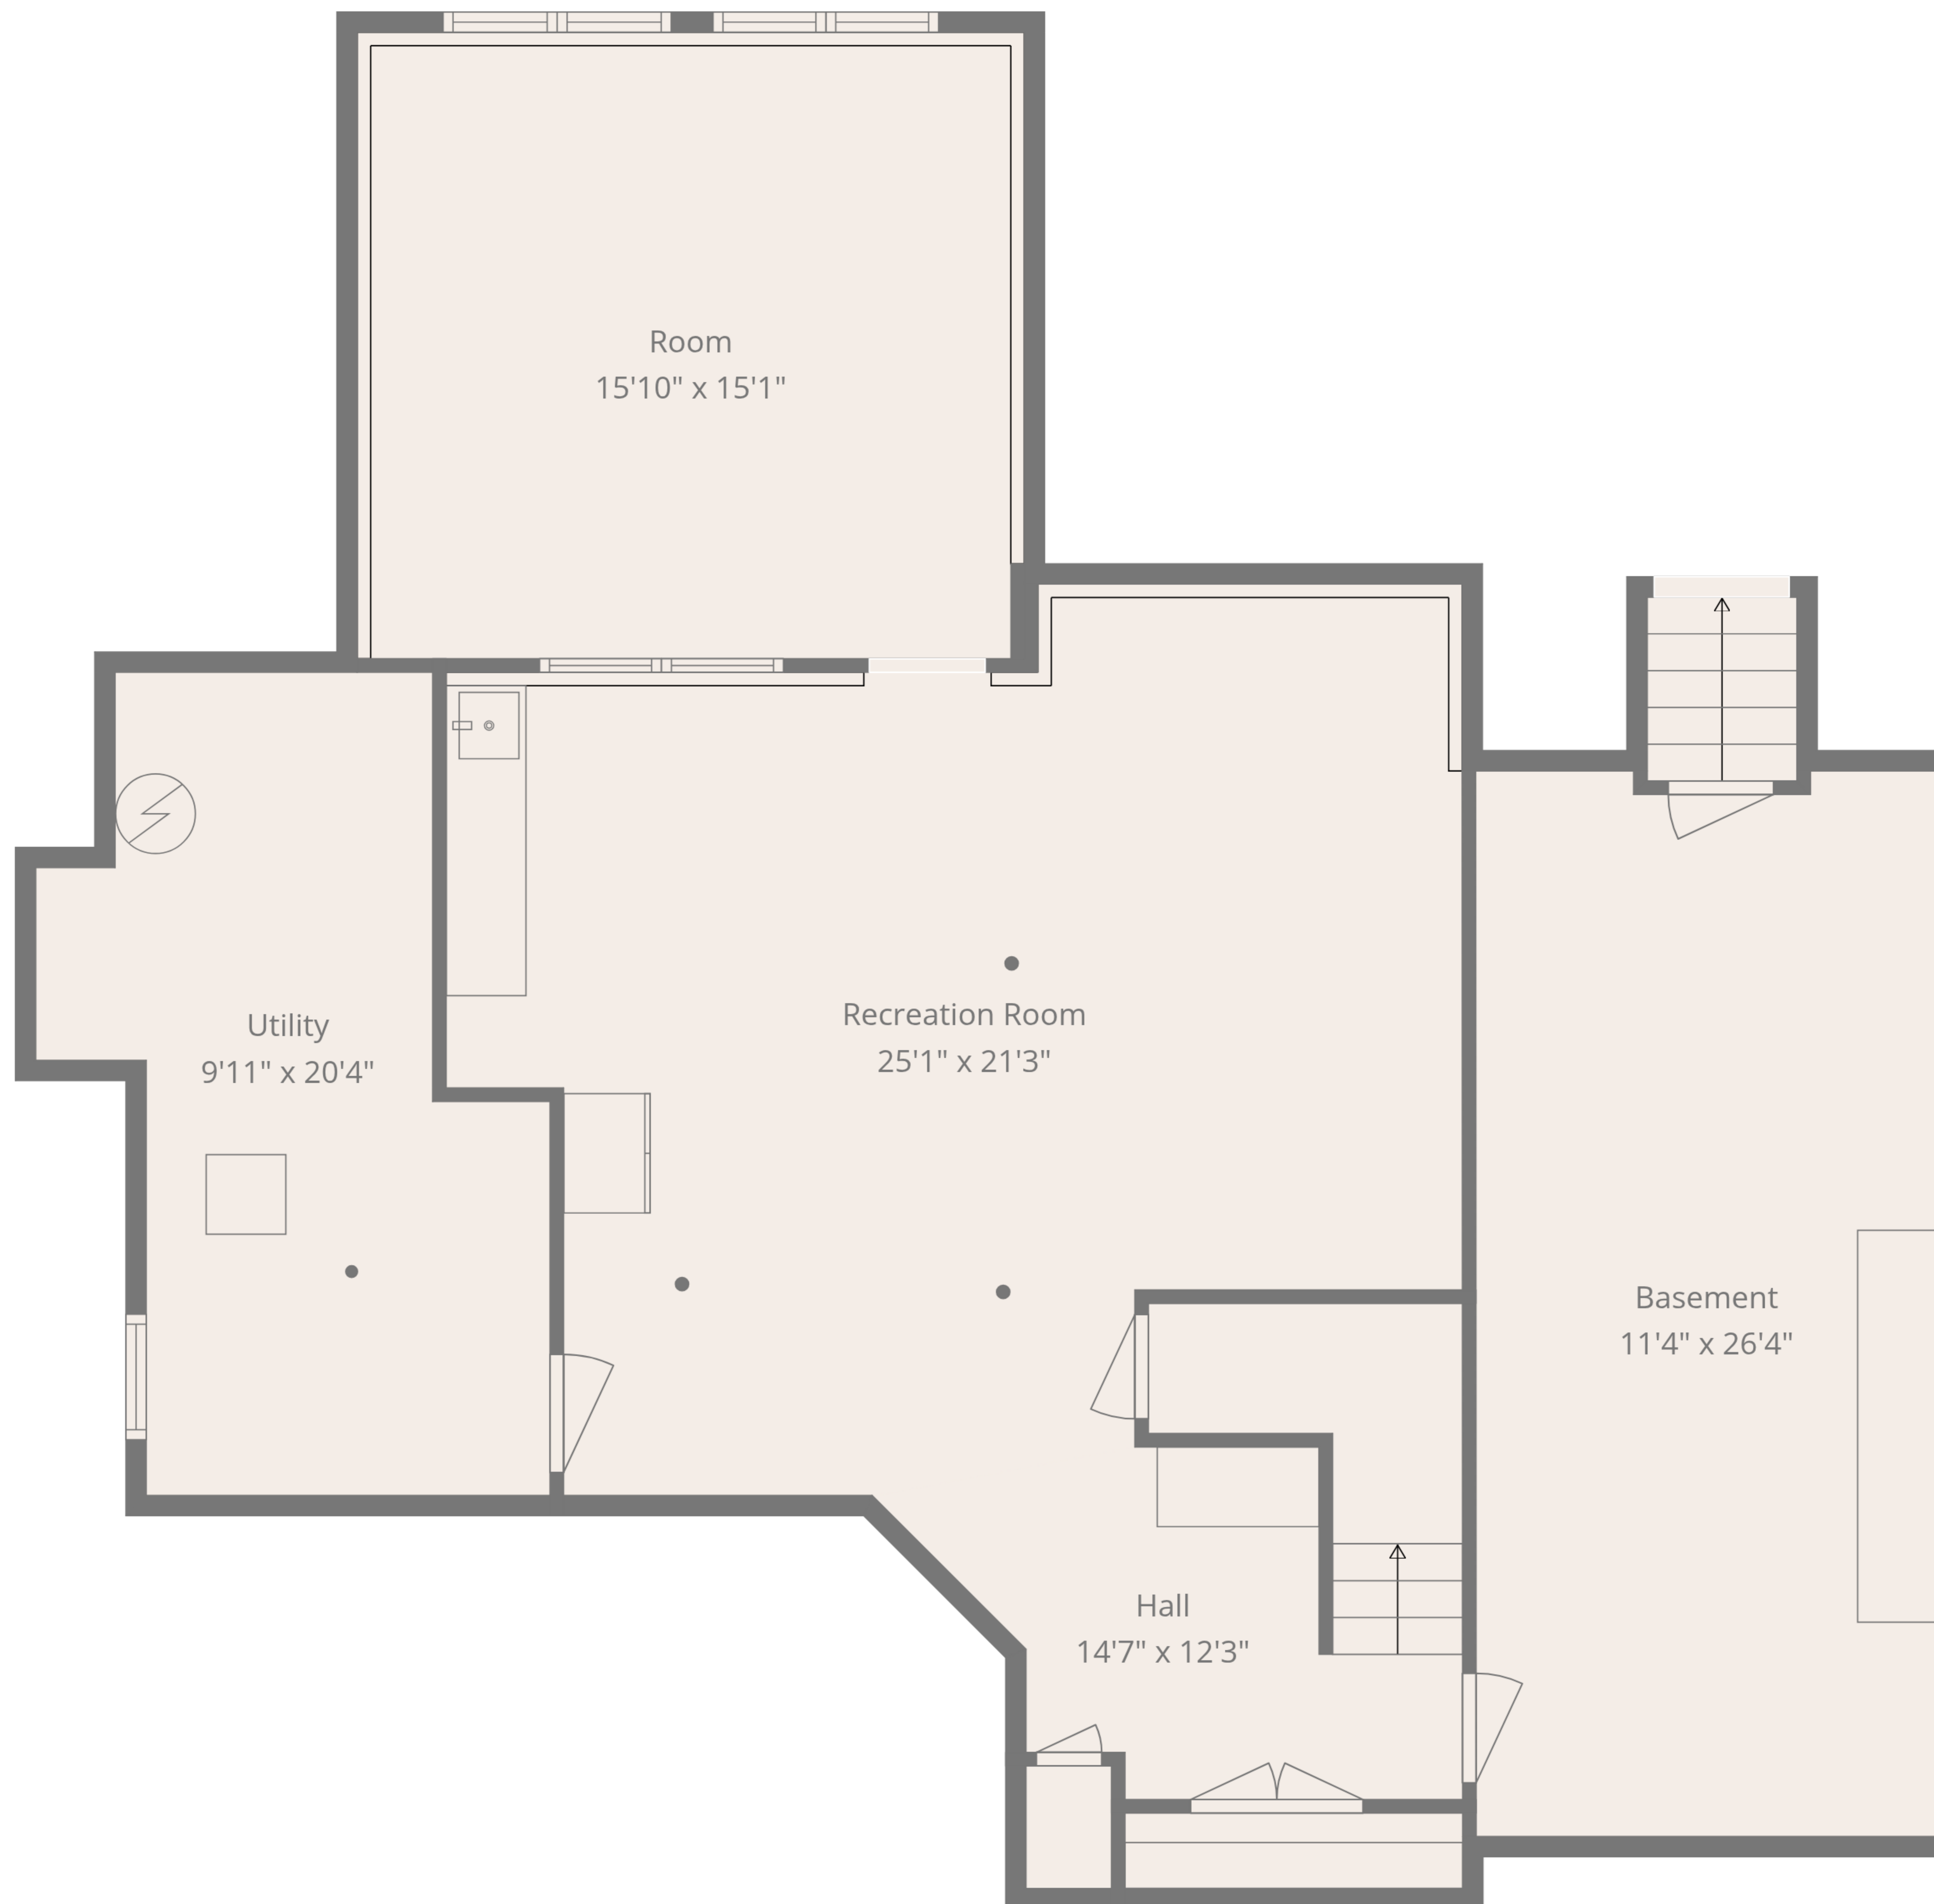 Room
15'10" x 15'1"
Recreation Room
25'1" x 21'3"
Utility
9'11" x 20'4"
Basement
11'4" x 26'4"
Hall
14'7" x 12'3"